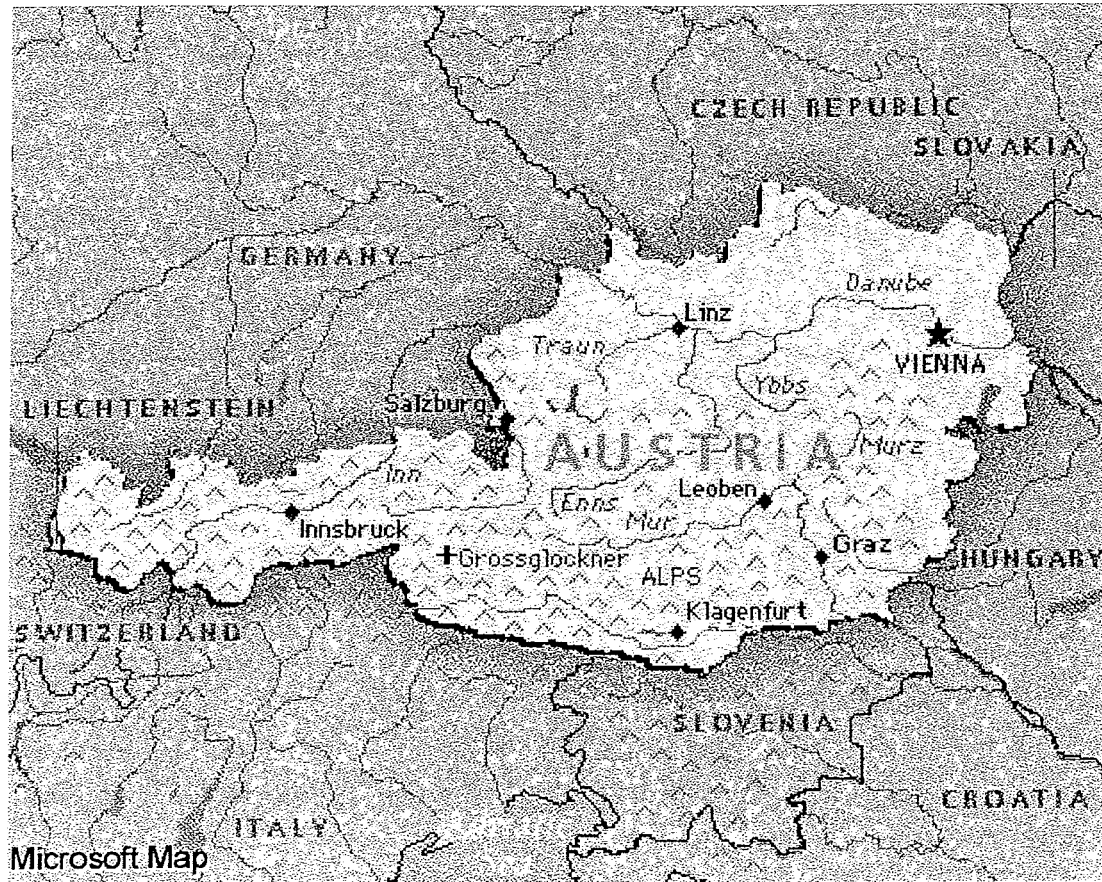 CZECH REPUBLIC
SLOVAKIA
GERMANY
Danube
Linz
Traun
VIENNA
Ybbs
LIECHTENSTEIN
Salzburg
AUSTRIA
Murz
Inn
Enns
Leoben
Mur
Innsbruck
Grossglockner
Graz
HUNGARY
ALPS
Klagenfurt
SWITZERLAND
SLOVENIA
CROATIA
ITALY
Microsoft Map